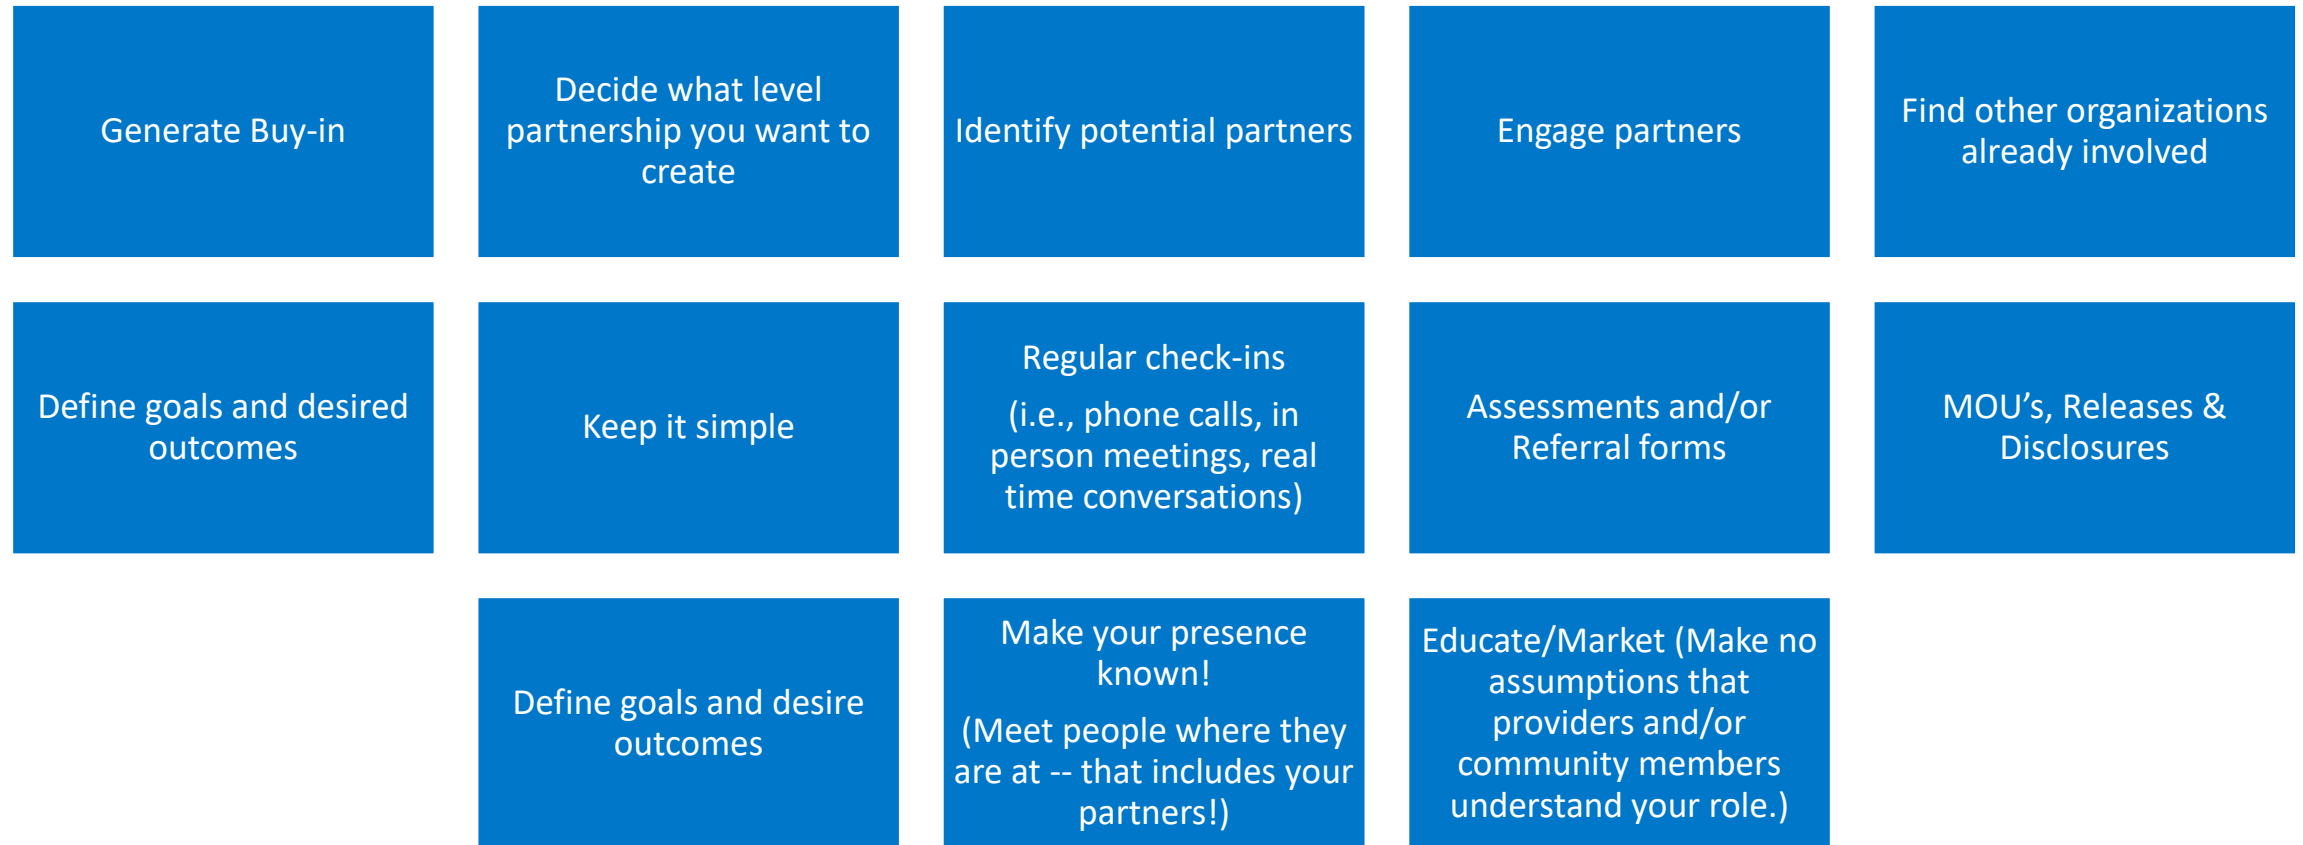 Generate Buy-in
Decide what level
partnership you want to
create
Identify potential partners
Engage partners
Find other organizations
already involved
Define goals and desired
outcomes
Keep it simple
Regular check-ins
(i.e., phone calls, in
person meetings, real
time conversations)
Assessments and/or
Referral forms
MOU’s, Releases &
Disclosures
Define goals and desire
outcomes
Make your presence
known!
(Meet people where they
are at -- that includes your
partners!)
Educate/Market (Make no
assumptions that
providers and/or
community members
understand your role.)